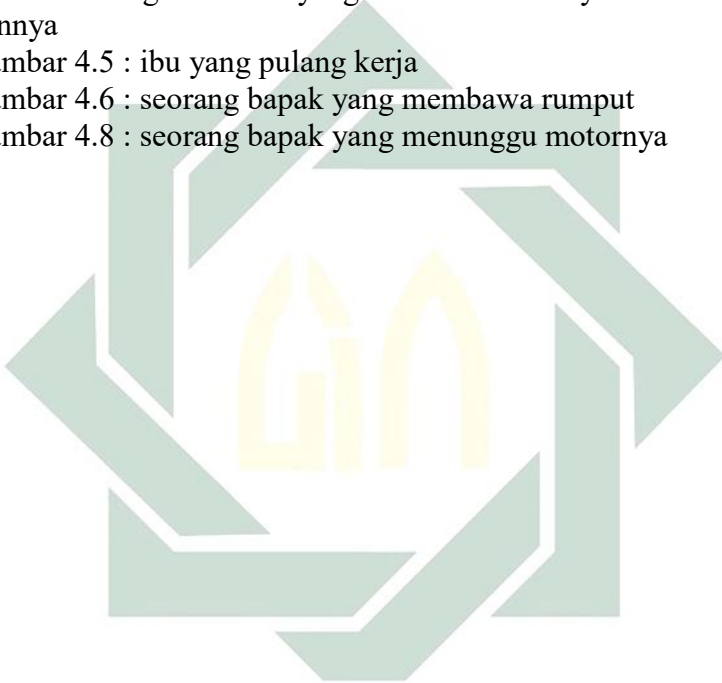 nnya
mbar 4.5 : ibu yang pulang kerja
mbar 4.6 : seorang bapak yang membawa rumput
mbar 4.8 : seorang bapak yang menunggu motornya